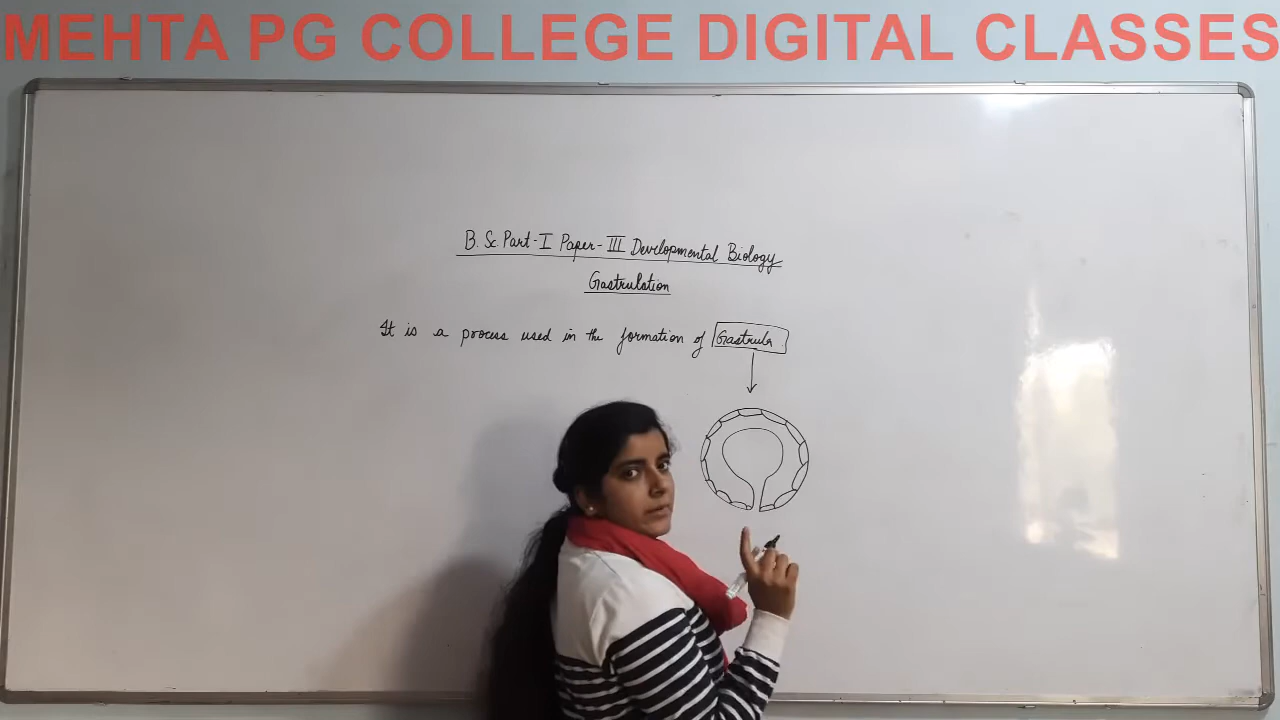 MEHTA PG COLLEGE DIGITAL CLASSES
B.Sc Part-I Paper-III Developmental Biology
Gastrulation
It is a process used in the formation of Gastrula